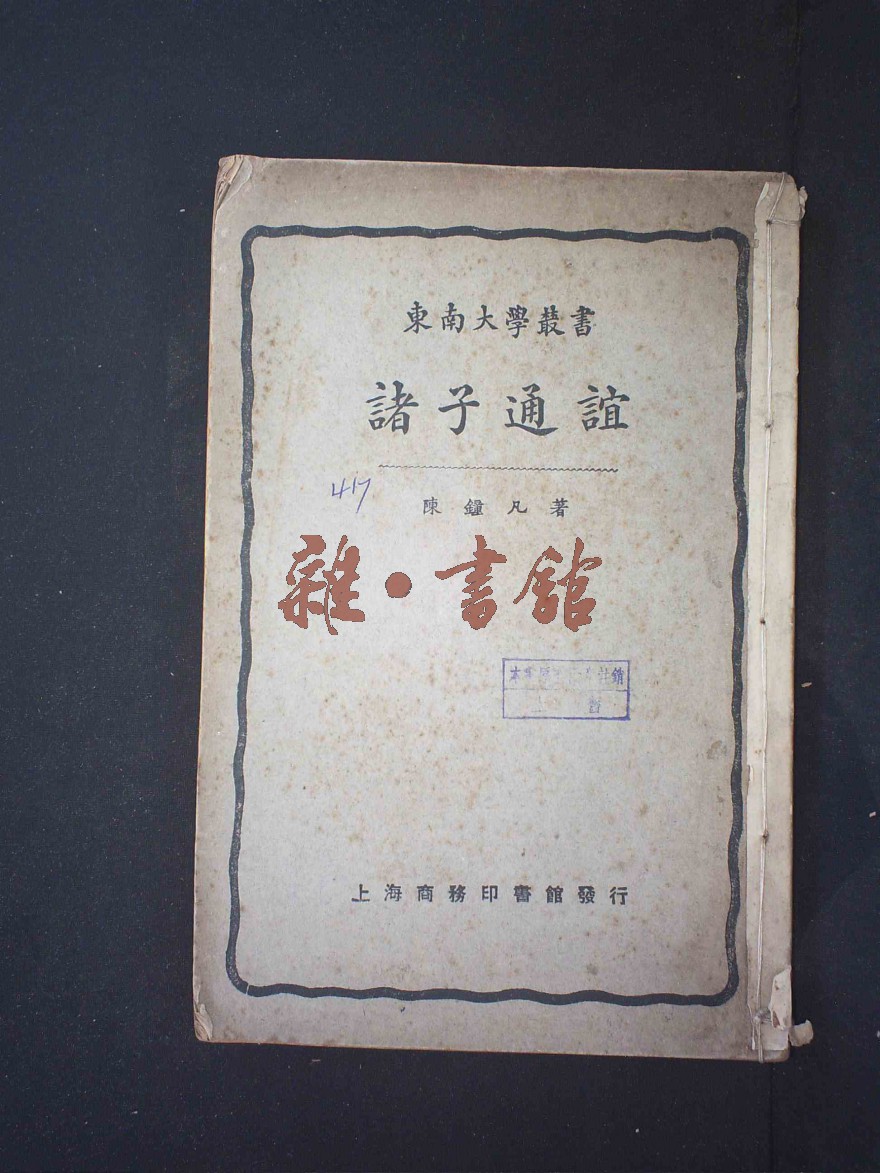 東南大學叢書
諸子通誼
417
陳鐘凡著
雜·書館
上海商務印書館發行